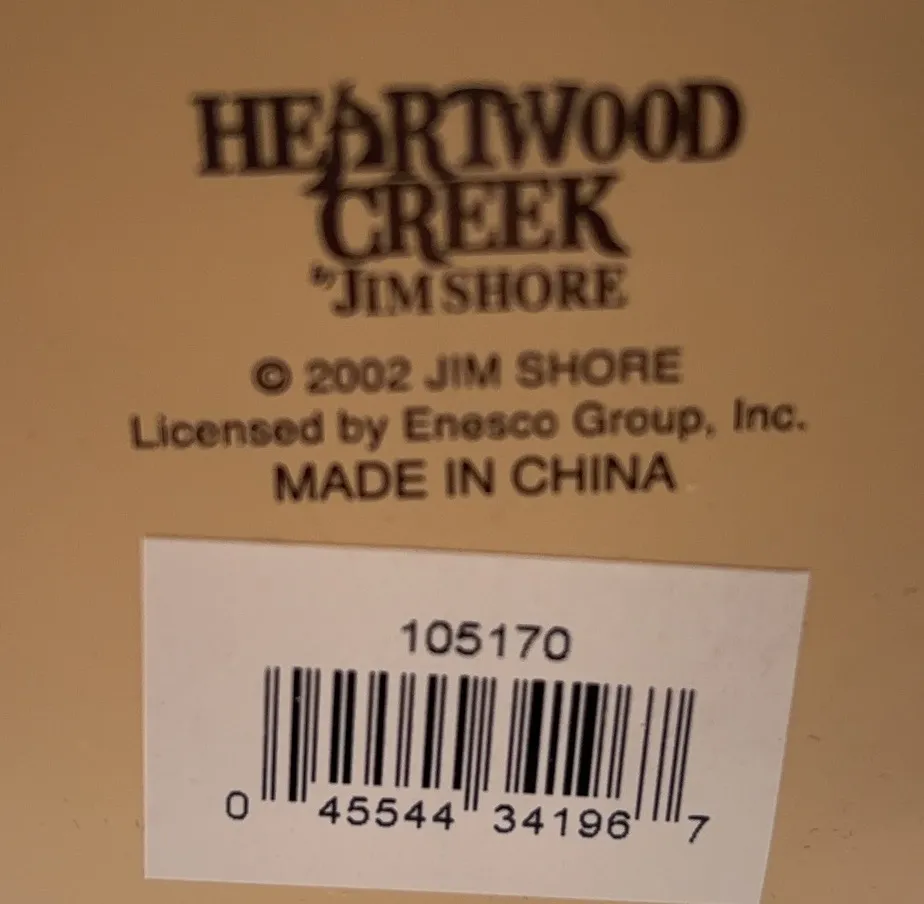 HEARTWOOD
CREEK
by JIM SHORE
© 2002 JIM SHORE
Licensed by Enesco Group, Inc.
MADE IN CHINA
105170
0 45544 34196 7